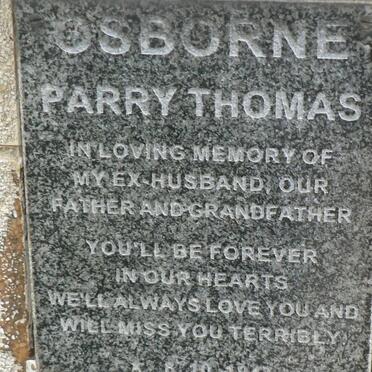 OSBORNE
PARRY THOMAS
IN LOVING MEMORY OF
MY EX-HUSBAND, OUR
FATHER AND GRANDFATHER
YOU'LL BE FOREVER
IN OUR HEARTS
WE'LL ALWAYS LOVE YOU AND
WILL MISS YOU TERRIBLY